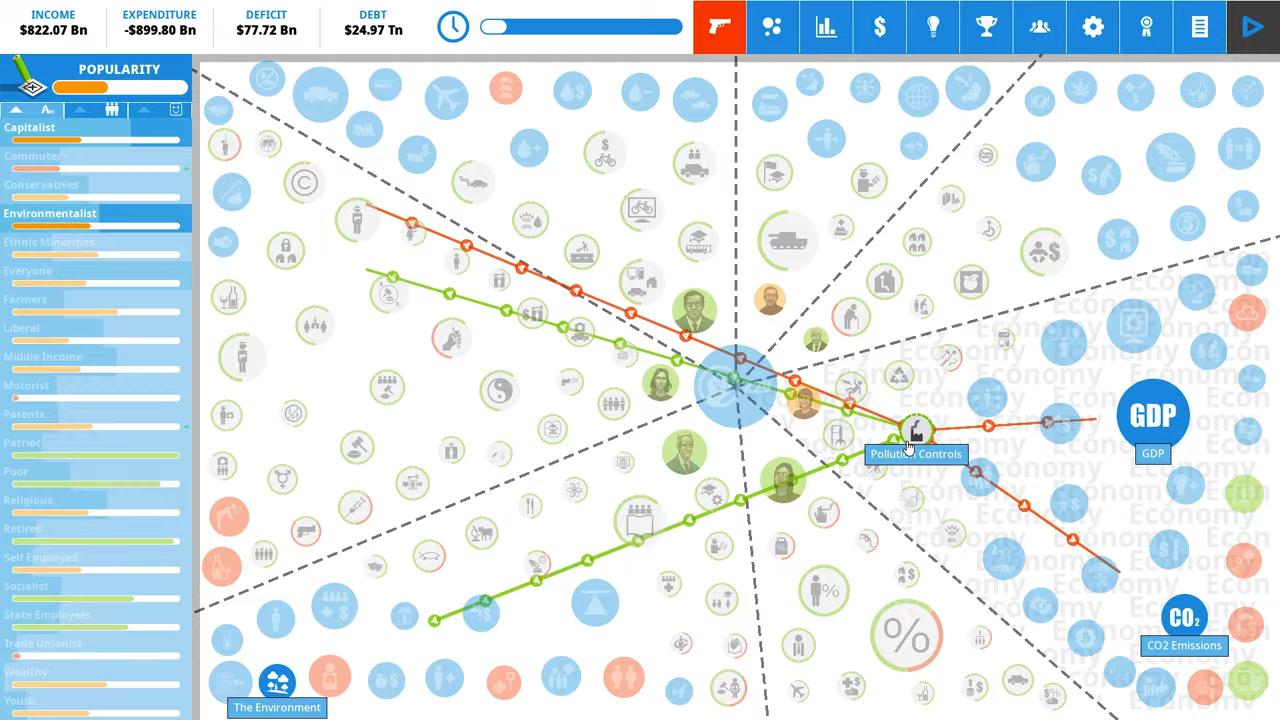 INCOME
$822.07 Bn
EXPENDITURE
-$899.80 Bn
DEFICIT
$77.72 Bn
DEBT
$24.97 Tn
POPULARITY
Capitalist
Commuter
Conservatives
Environmentalist
Ethnic Minorities
Everyone
Farmers
Liberal
Middle Income
Motorist
Parents
Patriot
Poor
Religious
Retired
Self Employed
Socialist
State Employees
Trade Unionist
Wealthy
Youth
Economy
Pollution Controls
GDP
GDP
CO2
CO2 Emissions
The Environment